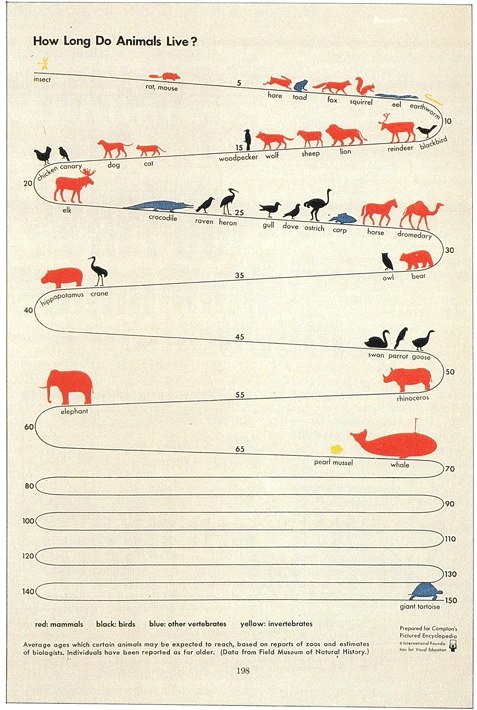 How Long Do Animals Live?
insect
rat, mouse
5
hare
toad
fox
squirrel
eel
earthworm
10
chicken
canary
dog
cat
woodpecker
15
wolf
sheep
lion
reindeer
blackbird
20
elk
crocodile
raven
heron
25
gull
dove
ostrich
carp
horse
dromedary
30
hippopotamus
crane
35
owl
bear
40
45
swan
parrot
goose
50
elephant
55
rhinoceros
60
65
pearl mussel
whale
70
80
90
100
110
120
130
140
giant tortoise
150
red: mammals black: birds blue: other vertebrates yellow: invertebrates
Average ages which certain animals may be expected to reach, based on reports of zoos and estimates
of biologists. Individuals have been reported as far older. (Data from Field Museum of Natural History.)
Prepared for Compton's
Pictured Encyclopedia
© International Founda-
tion for Visual Education
198